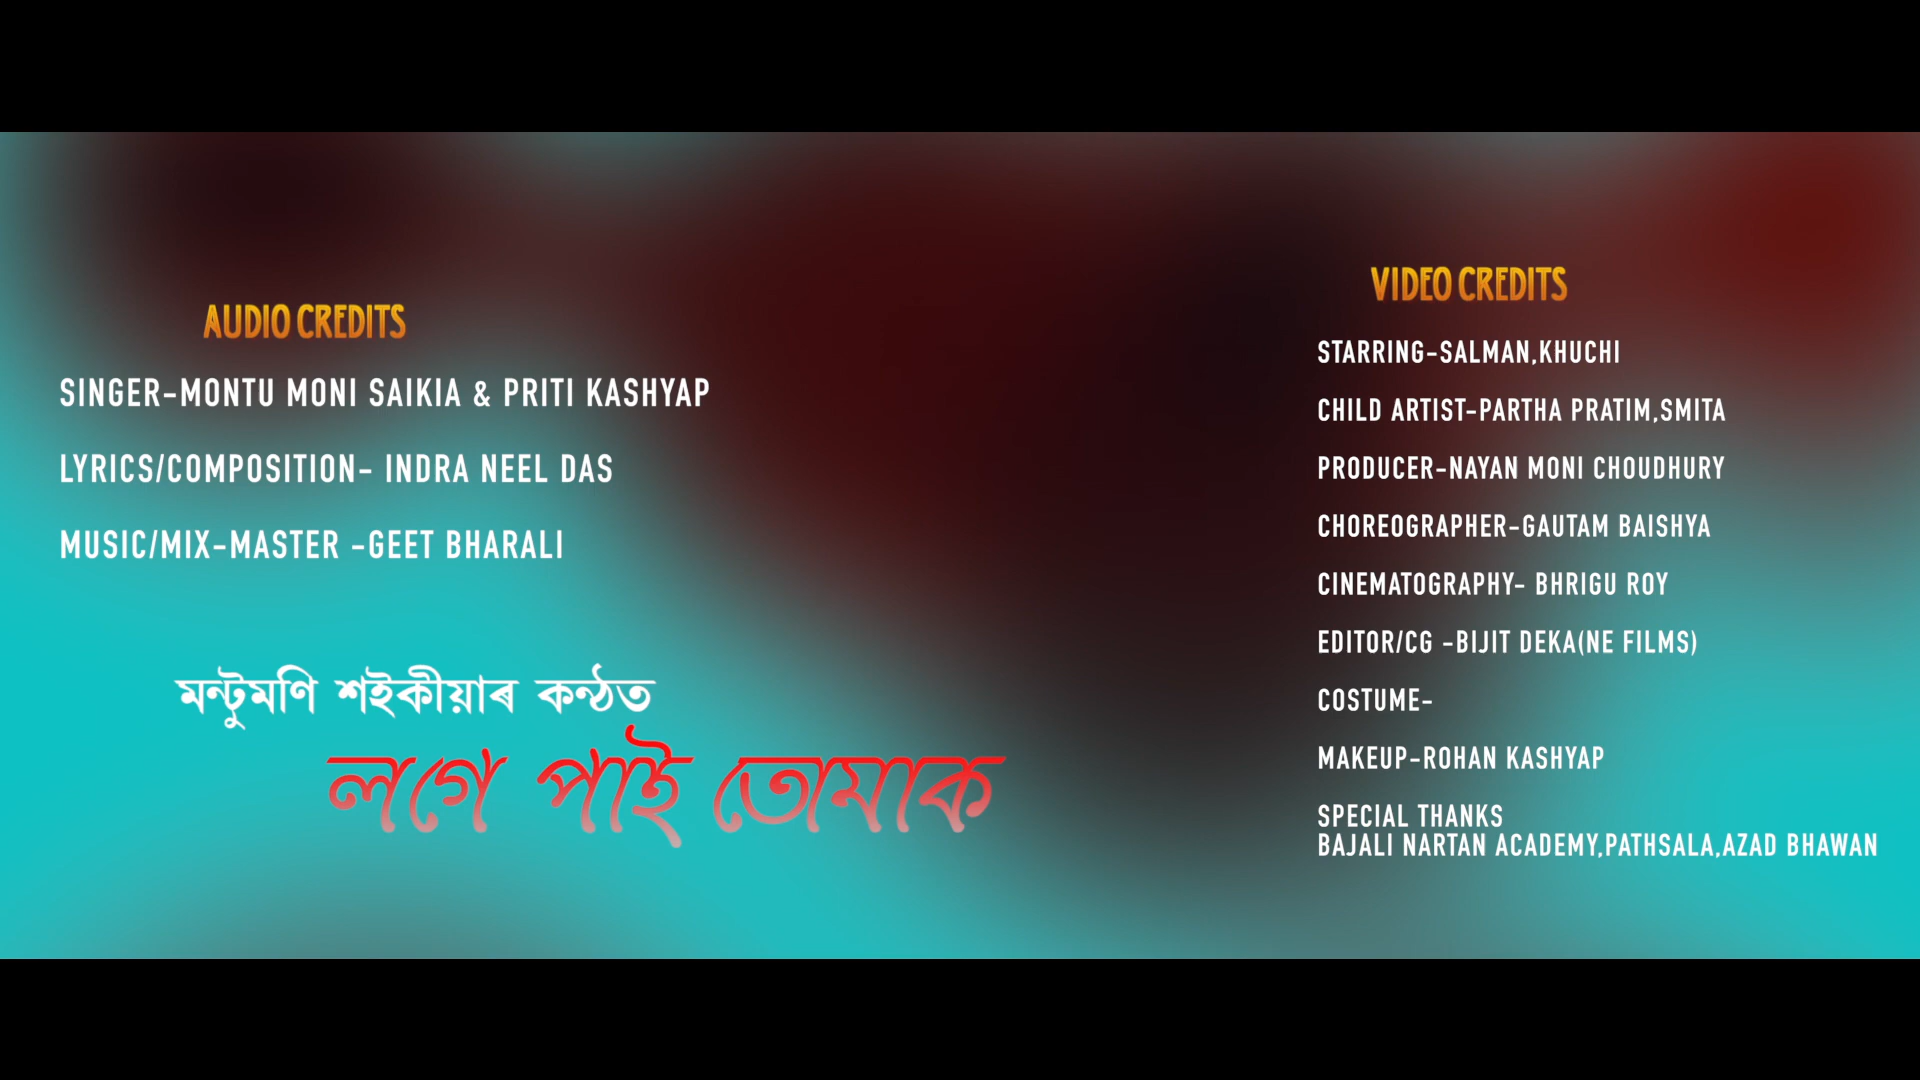 AUDIO CREDITS
SINGER-MONTU MONI SAIKIA & PRITI KASHYAP
LYRICS/COMPOSITION- INDRA NEEL DAS
MUSIC/MIX-MASTER -GEET BHARALI
মন্টুমণি শইকীয়াৰ কন্ঠত
লগে পাই তোমাক
VIDEO CREDITS
STARRING-SALMAN,KHUCHI
CHILD ARTIST-PARTHA PRATIM,SMITA
PRODUCER-NAYAN MONI CHOUDHURY
CHOREOGRAPHER-GAUTAM BAISHYA
CINEMATOGRAPHY- BHRIGU ROY
EDITOR/CG -BIJIT DEKA(NE FILMS)
COSTUME-
MAKEUP-ROHAN KASHYAP
SPECIAL THANKS
BAJALI NARTAN ACADEMY,PATHSALA,AZAD BHAWAN